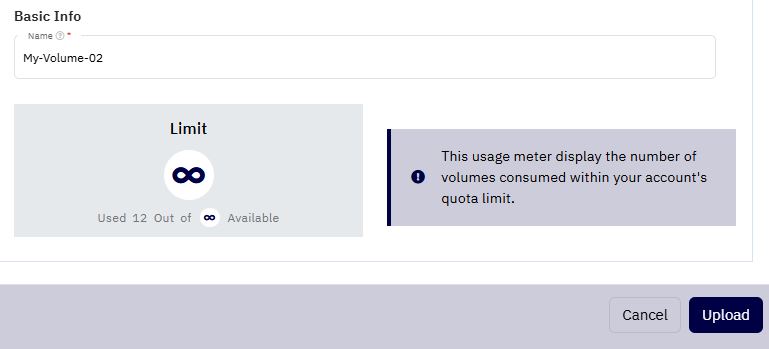 Basic Info
Name *
My-Volume-02
Limit
Used 12 Out of ∞ Available
This usage meter display the number of
volumes consumed within your account's
quota limit.
Cancel
Upload